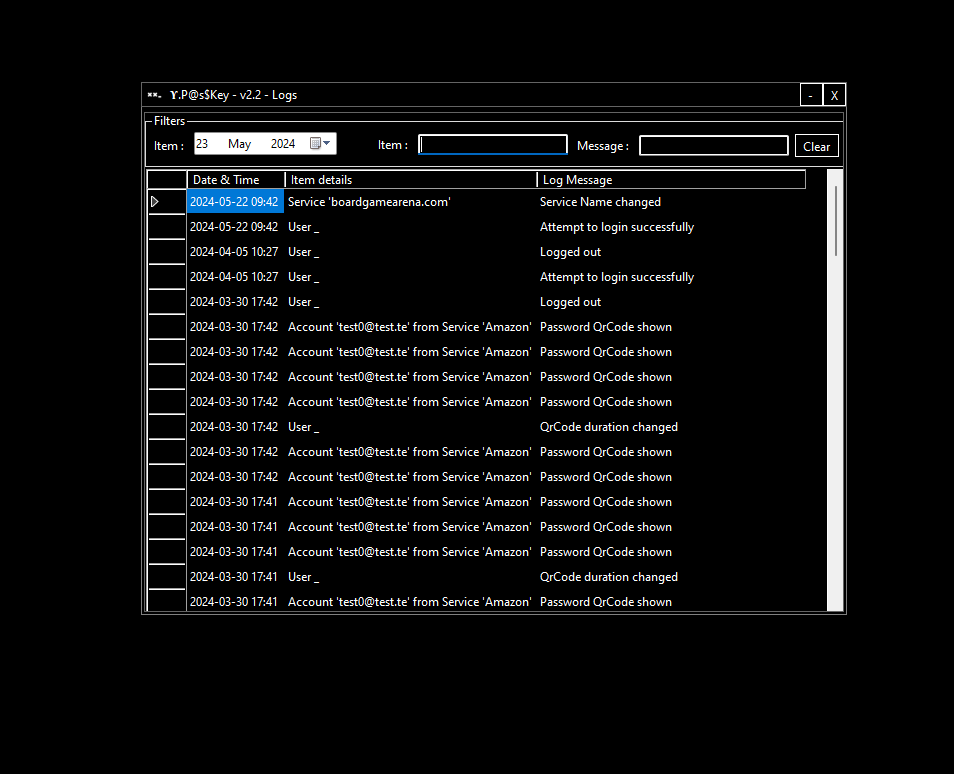 Ƴ.P@s$Key - v2.2 - Logs - X
Filters
Item : 23 May 2024 Item : Message : Clear
Date & Time Item details Log Message
2024-05-22 09:42 Service 'boardgamearena.com' Service Name changed
2024-05-22 09:42 User _ Attempt to login successfully
2024-04-05 10:27 User _ Logged out
2024-04-05 10:27 User _ Attempt to login successfully
2024-03-30 17:42 User _ Logged out
2024-03-30 17:42 Account 'test0@test.te' from Service 'Amazon' Password QrCode shown
2024-03-30 17:42 Account 'test0@test.te' from Service 'Amazon' Password QrCode shown
2024-03-30 17:42 Account 'test0@test.te' from Service 'Amazon' Password QrCode shown
2024-03-30 17:42 Account 'test0@test.te' from Service 'Amazon' Password QrCode shown
2024-03-30 17:42 User _ QrCode duration changed
2024-03-30 17:42 Account 'test0@test.te' from Service 'Amazon' Password QrCode shown
2024-03-30 17:42 Account 'test0@test.te' from Service 'Amazon' Password QrCode shown
2024-03-30 17:41 Account 'test0@test.te' from Service 'Amazon' Password QrCode shown
2024-03-30 17:41 Account 'test0@test.te' from Service 'Amazon' Password QrCode shown
2024-03-30 17:41 Account 'test0@test.te' from Service 'Amazon' Password QrCode shown
2024-03-30 17:41 User _ QrCode duration changed
2024-03-30 17:41 Account 'test0@test.te' from Service 'Amazon' Password QrCode shown